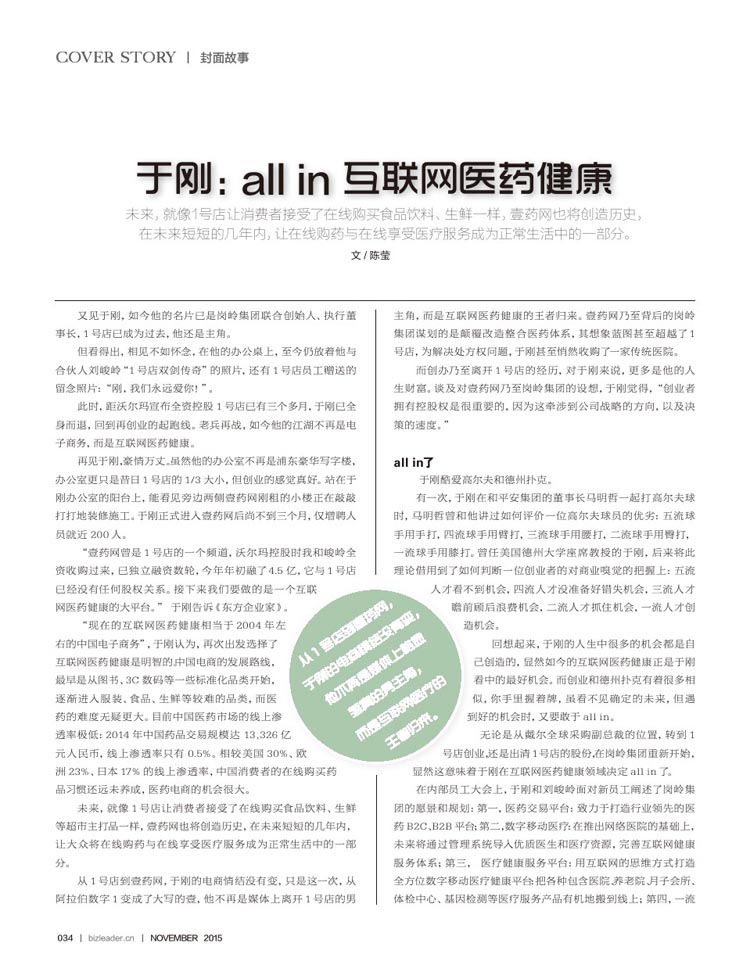 COVER STORY | 封面故事
于刚：all in 互联网医药健康
未来，就像1号店让消费者接受了在线购买食品饮料、生鲜一样，壹药网也将创造历史，
在未来短短的几年内，让在线购药与在线享受医疗服务成为正常生活中的一部分。
文 / 陈莹
又见于刚，如今他的名片已是岗岭集团联合创始人、执行董
事长，1 号店已成为过去，他还是主角。
但看得出，相见不如怀念，在他的办公桌上，至今仍放着他与
合伙人刘峻岭“1 号店双剑传奇”的照片，还有 1 号店员工赠送的
留念照片：“刚，我们永远爱你！”。
此时，距沃尔玛宣布全资控股 1 号店已有三个多月，于刚已全
身而退，回到再创业的起跑线。老兵再战，如今他的江湖不再是电
子商务，而是互联网医药健康。
再见于刚，豪情万丈。虽然他的办公室不再是浦东豪华写字楼，
办公室更只是昔日 1 号店的 1/3 大小，但创业的感觉真好。站在于
刚办公室的阳台上，能看见旁边两侧壹药网刚租的小楼正在敲敲
打打地装修施工。于刚正式进入壹药网后尚不到三个月，仅增聘人
员就近 200 人。
“壹药网曾是 1 号店的一个频道，沃尔玛控股时我和峻岭全
资收购过来，已独立融资数轮，今年年初融了4.5 亿，它与 1 号店
已经没有任何股权关系。接下来我们要做的是一个互联
网医药健康的大平台。” 于刚告诉《东方企业家》。
“现在的互联网医药健康相当于 2004 年左
右的中国电子商务”，于刚认为，再次出发选择了
互联网医药健康是明智的。中国电商的发展路线，
最早是从图书、3C 数码等一些标准化品类开始，
逐渐进入服装、食品、生鲜等较难的品类，而医
药的难度无疑更大。目前中国医药市场的线上渗
透率极低：2014 年中国药品交易规模达 13,326 亿
元人民币，线上渗透率只有 0.5%。相较美国 30%、欧
洲 23%、日本 17% 的线上渗透率，中国消费者的在线购买药
品习惯还远未养成，医药电商的机会很大。
未来，就像 1 号店让消费者接受了在线购买食品饮料、生鲜
等超市主打品一样，壹药网也将创造历史，在未来短短的几年内，
让大众将在线购药与在线享受医疗服务成为正常生活中的一部
分。
从 1 号店到壹药网，于刚的电商情结没有变，只是这一次，从
阿拉伯数字 1 变成了大写的壹，他不再是媒体上离开 1 号店的男
主角，而是互联网医药健康的王者归来。壹药网乃至背后的岗岭
集团谋划的是颠覆改造整合医药体系，其想象蓝图甚至超越了 1
号店，为解决处方权问题，于刚甚至悄然收购了一家传统医院。
而创办乃至离开 1 号店的经历，对于刚来说，更多是他的人
生财富。谈及对壹药网乃至岗岭集团的设想，于刚觉得，“创业者
拥有控股权是很重要的，因为这牵涉到公司战略的方向，以及决
策的速度。”
all in了
于刚酷爱高尔夫和德州扑克。
有一次，于刚在和平安集团的董事长马明哲一起打高尔夫球
时，马明哲曾和他讲过如何评价一位高尔夫球员的优劣：五流球
手用手打，四流球手用臂打，三流球手用腰打，二流球手用臀打，
一流球手用膝打。曾任美国德州大学座席教授的于刚，后来将此
理论借用到了如何判断一位创业者的对商业嗅觉的把握上：五流
人才看不到机会，四流人才没准备好错失机会，三流人才
瞻前顾后浪费机会，二流人才抓住机会，一流人才创
造机会。
回想起来，于刚的人生中很多的机会都是自
己创造的，显然如今的互联网医药健康正是于刚
看中的最好机会。而创业和德州扑克有着很多相
似，你手里握着牌，虽看不见确定的未来，但遇
到好的机会时，又要敢于 all in。
无论是从戴尔全球采购副总裁的位置，转到 1
号店创业，还是出清 1 号店的股份，在岗岭集团重新开始，
显然这意味着于刚在互联网医药健康领域决定 all in 了。
在内部员工大会上，于刚和刘峻岭面对新员工阐述了岗岭集
团的愿景和规划：第一，医药交易平台：致力于打造行业领先的医
药 B2C、B2B 平台；第二，数字移动医疗：在推出网络医院的基础上，
未来将通过管理系统导入优质医生和医疗资源，完善互联网健康
服务体系；第三， 医疗健康服务平台：用互联网的思维方式打造
全方位数字移动医疗健康平台：把各种包含医院、养老院、月子会所、
体检中心、基因检测等医疗服务产品有机地搬到线上；第四，一流
从 1 号店到壹药网，
于刚的电商情结没有变，
他不再是媒体上离开
而是互联网医药的
王者归来。
034 | bizleader.cn | NOVEMBER 2015